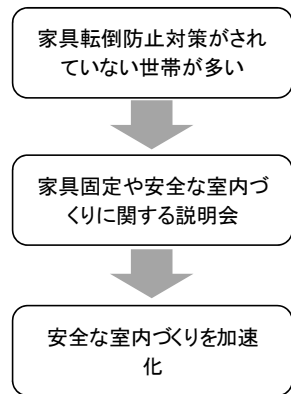 家具転倒防止対策がされ
ていない世帯が多い
家具固定や安全な室内づ
くりに関する説明会
安全な室内づくりを加速
化